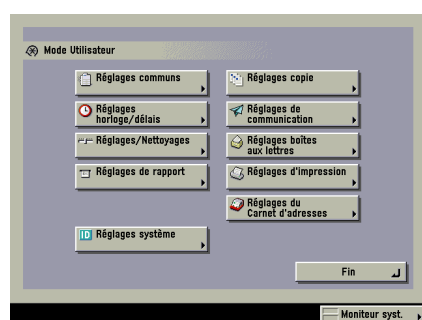 Mode Utilisateur
Réglages communs
Réglages copie
Réglages
horloge/délais
Réglages de
communication
Réglages/Nettoyages
Réglages boîtes
aux lettres
Réglages de rapport
Réglages d'impression
Réglages du
Carnet d'adresses
ID Réglages système
Fin
Moniteur syst.